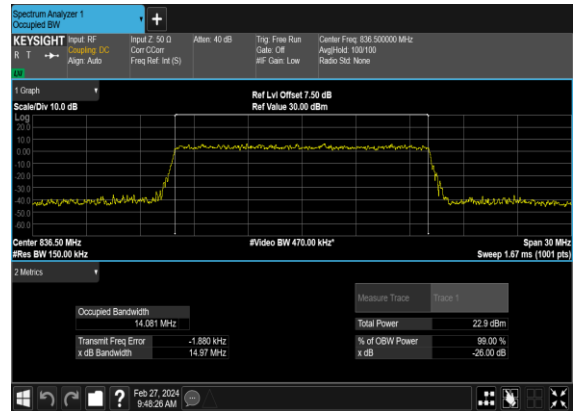 Spectrum Analyzer 1
Occupied BW
KEYSIGHT Input: RF Input Z: 50 Ω Atten: 40 dB Trig: Free Run Center Freq: 836.500000 MHz
R T Coupling: DC Corr CCorr Gate: Off Avg|Hold: 100/100
Align: Auto Freq Ref: Int (S) #IF Gain: Low Radio Std: None
1 Graph
Ref Lvl Offset 7.50 dB
Scale/Div 10.0 dB Ref Value 30.00 dBm
Log
20.0
10.0
0.00
-10.0
-20.0
-30.0
-40.0
-50.0
-60.0
Center 836.50 MHz #Video BW 470.00 kHz* Span 30 MHz
#Res BW 150.00 kHz Sweep 1.67 ms (1001 pts)
2 Metrics
Measure Trace Trace 1
Occupied Bandwidth
14.081 MHz Total Power 22.9 dBm
Transmit Freq Error -1.880 kHz % of OBW Power 99.00 %
x dB Bandwidth 14.97 MHz x dB -26.00 dB
? Feb 27, 2024
9:48:26 AM